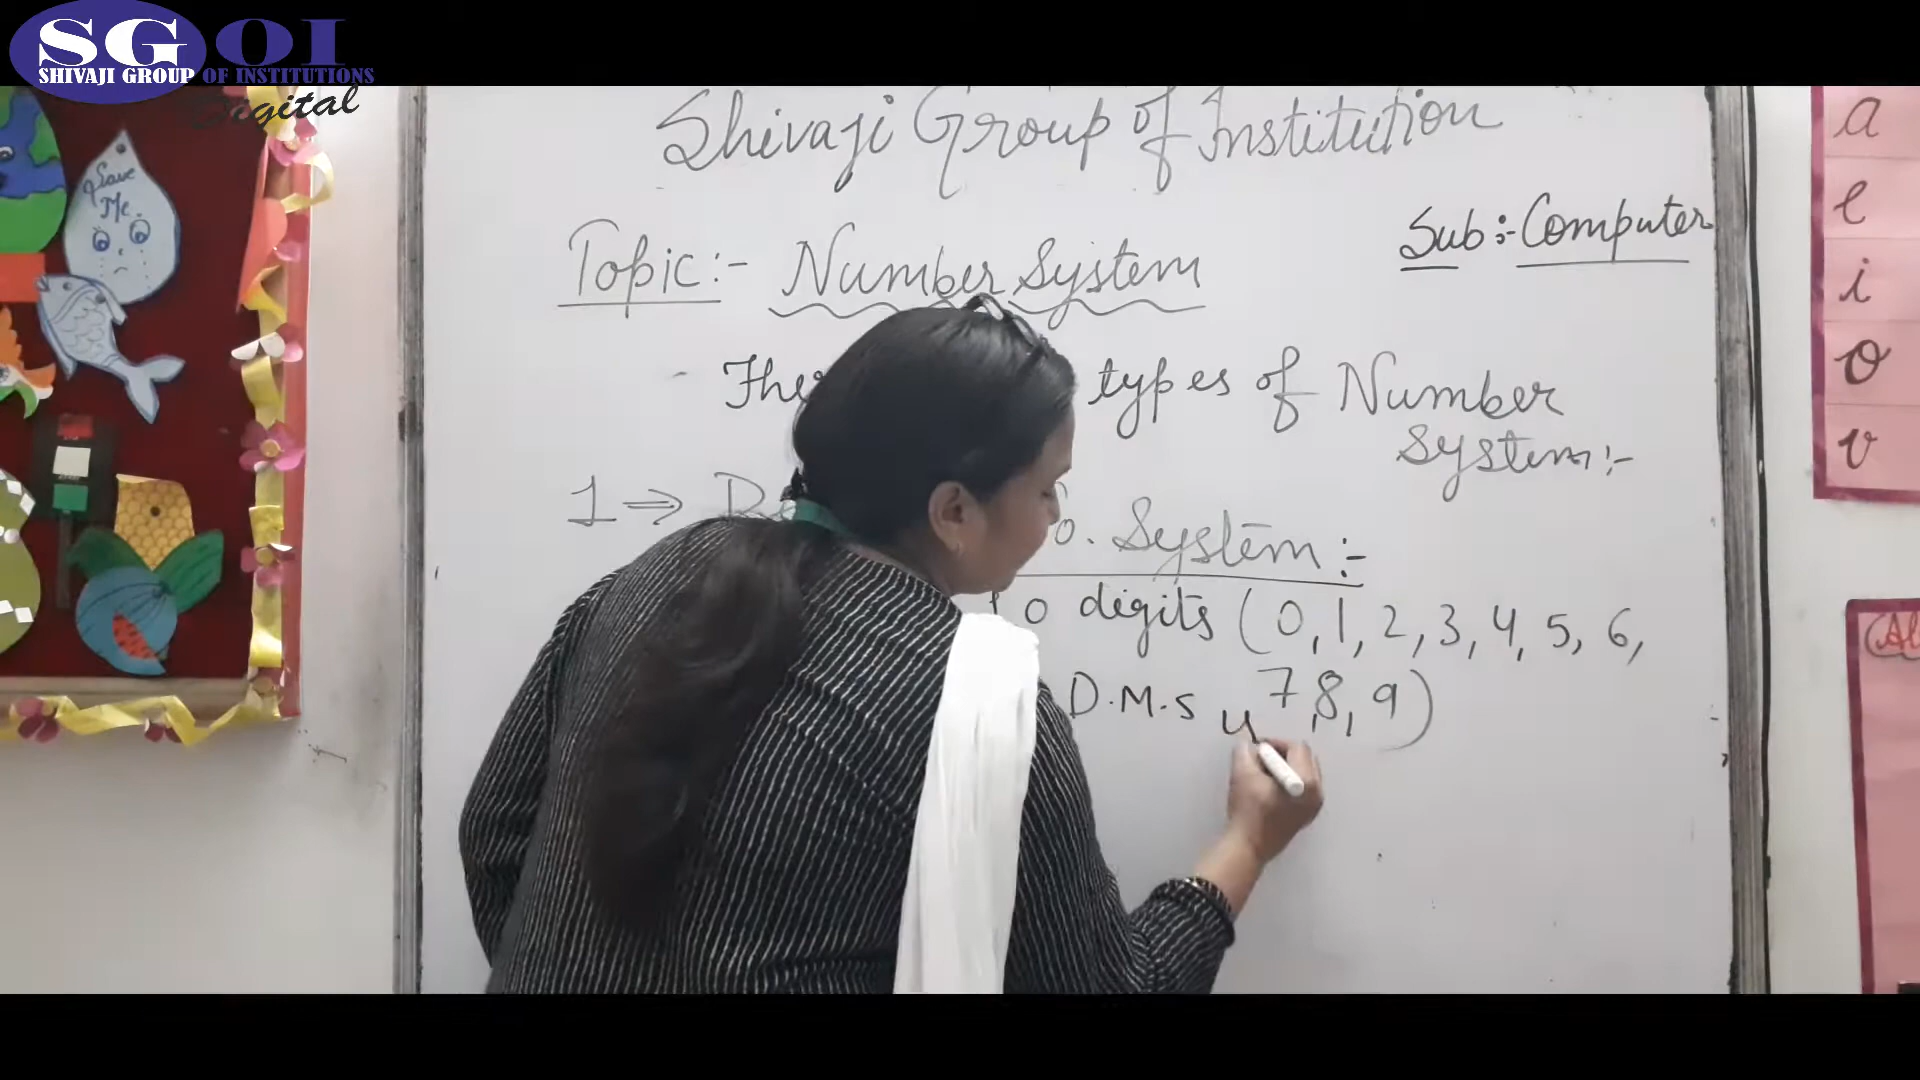 SGOI
SHIVAJI GROUP OF INSTITUTIONS
Digital
Save
Me.
Shivaji Group of Institution
Sub:- Computer
Topic:- Number System
types of Number
System:-
1 ⇒ System:-
10 digits (0, 1, 2, 3, 4, 5, 6,
D.M.S 7, 8, 9)
a
e
i
o